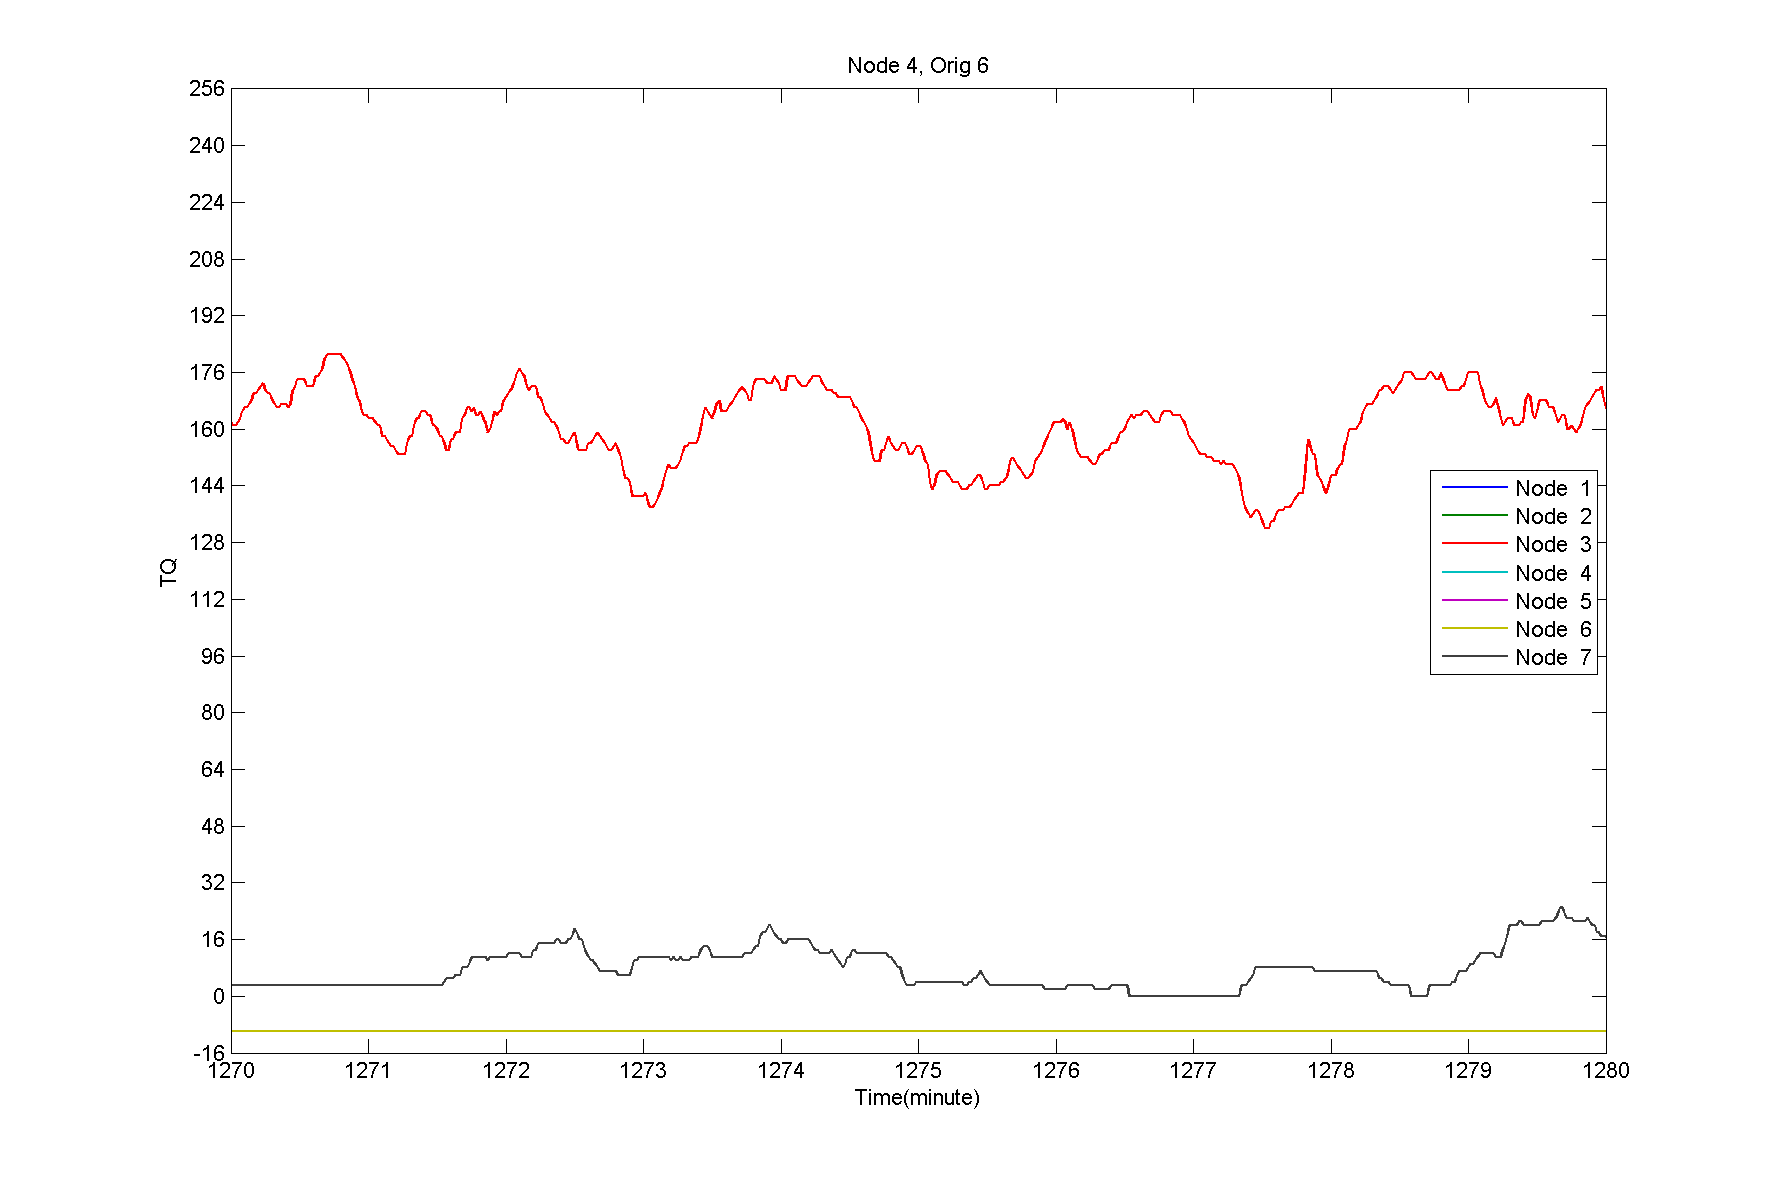 Node 4, Orig 6
256
240
224
208
192
176
160
144
128
112
96
80
64
48
32
16
0
-16
TQ
Node 1
Node 2
Node 3
Node 4
Node 5
Node 6
Node 7
1270 1271 1272 1273 1274 1275 1276 1277 1278 1279 1280
Time(minute)